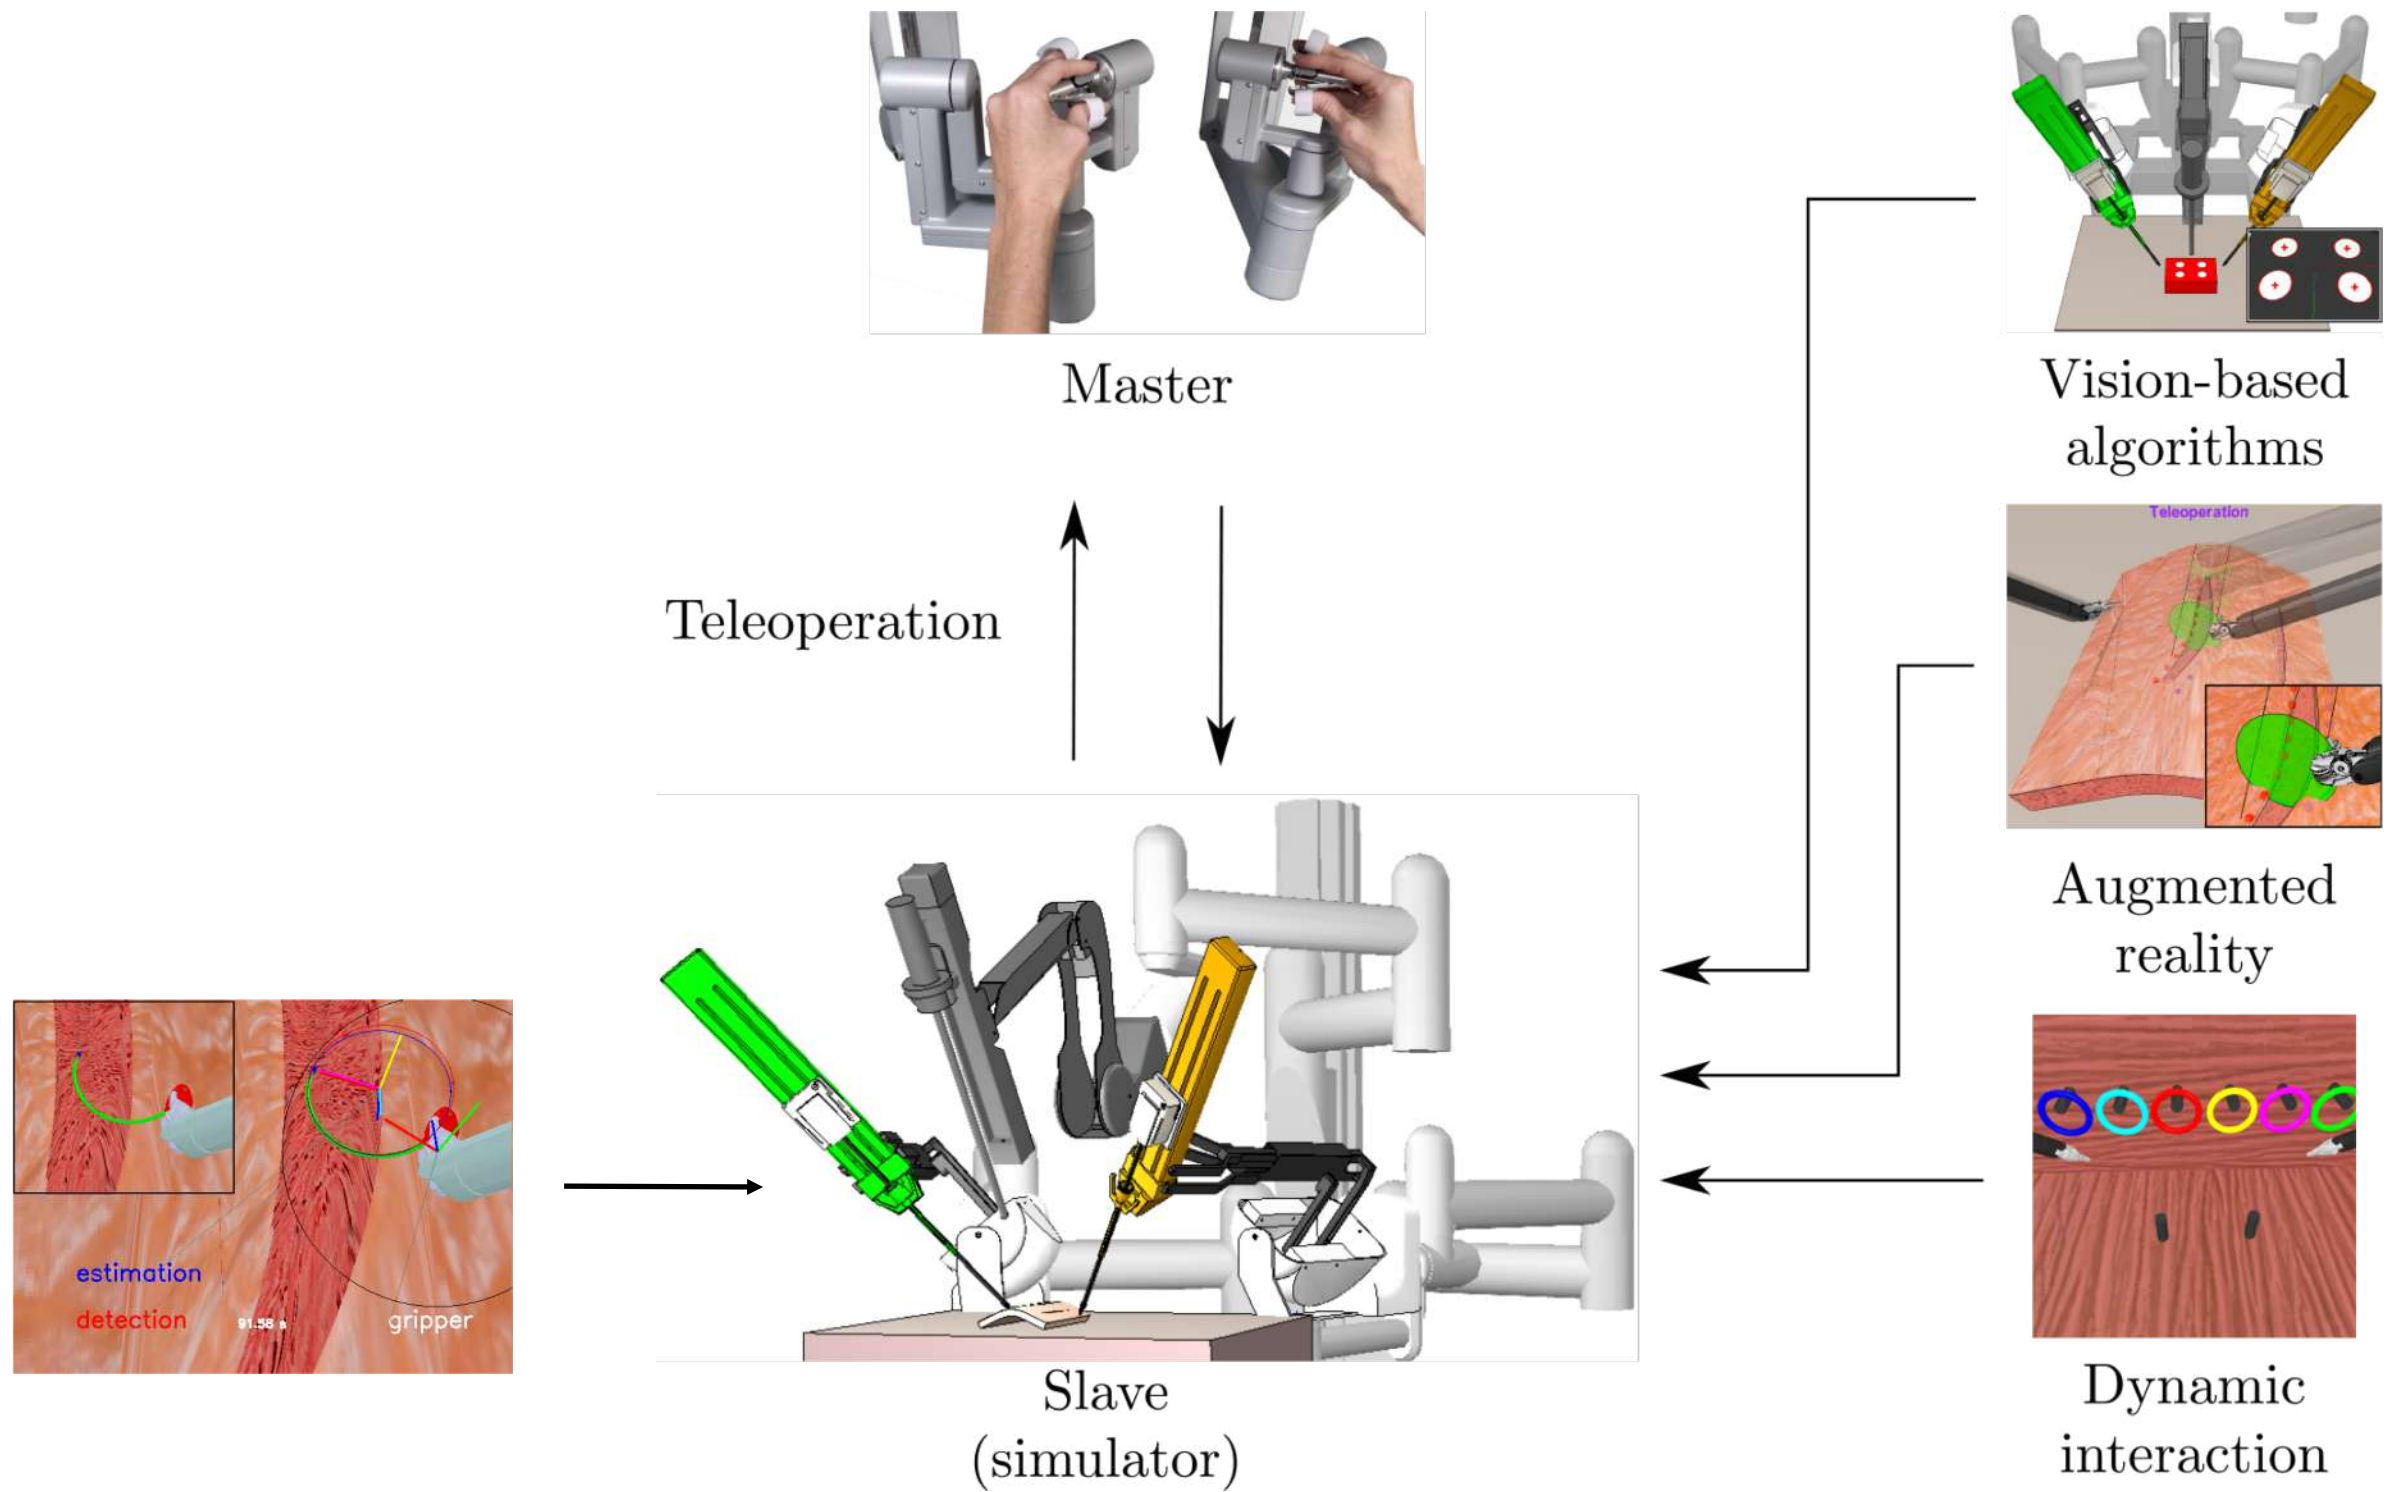 Master
Vision-based
algorithms
Teleoperation
Teleoperation
Augmented
reality
estimation
detection
91.58 s
gripper
Slave
(simulator)
Dynamic
interaction